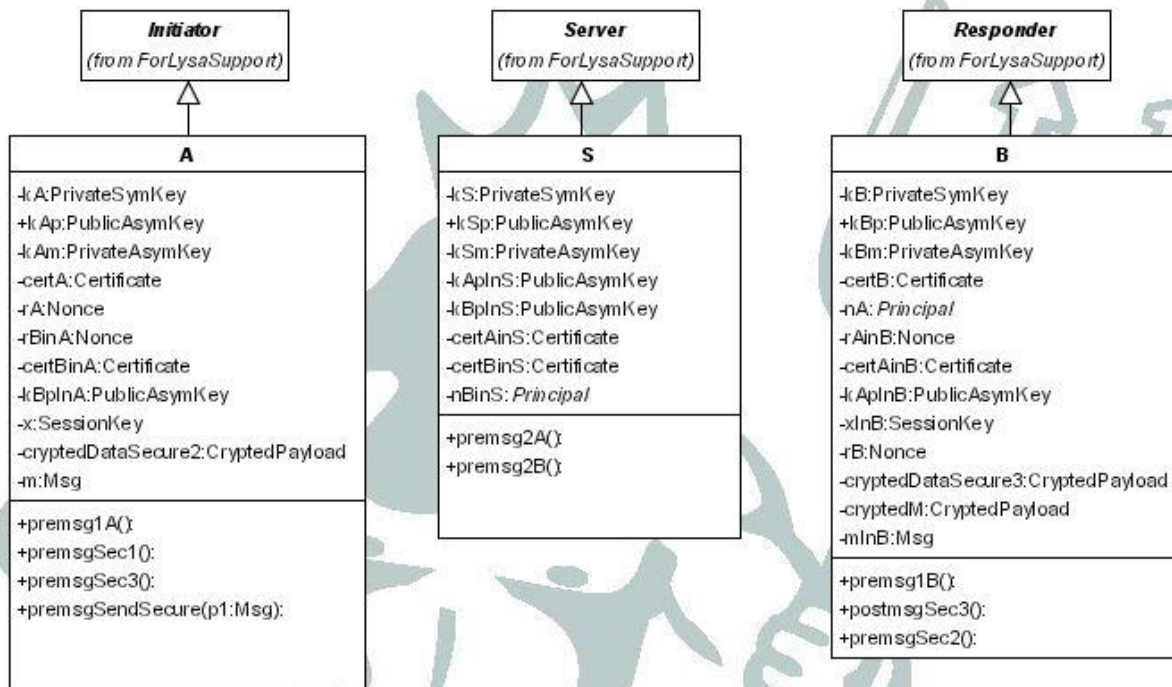 Initiator
(from ForLysaSupport)
A
-kA:PrivateSymKey
+kAp:PublicAsymKey
-kAm:PrivateAsymKey
-certA:Certificate
-rA:Nonce
-rBinA:Nonce
-certBinA:Certificate
-kBpInA:PublicAsymKey
-x:SessionKey
-cryptedDataSecure2:CryptedPayload
-m:Msg
+premsg1A():
+premsgSec1():
+premsgSec3():
+premsgSendSecure(p1:Msg):
Server
(from ForLysaSupport)
S
-kS:PrivateSymKey
+kSp:PublicAsymKey
-kSm:PrivateAsymKey
-kApInS:PublicAsymKey
-kBpInS:PublicAsymKey
-certAinS:Certificate
-certBinS:Certificate
-nBinS: Principal
+premsg2A():
+premsg2B():
Responder
(from ForLysaSupport)
B
-kB:PrivateSymKey
+kBp:PublicAsymKey
-kBm:PrivateAsymKey
-certB:Certificate
-nA: Principal
-rAinB:Nonce
-certAinB:Certificate
-kApInB:PublicAsymKey
-xInB:SessionKey
-rB:Nonce
-cryptedDataSecure3:CryptedPayload
-cryptedM:CryptedPayload
-mInB:Msg
+premsg1B():
+postmsgSec3():
+premsgSec2():